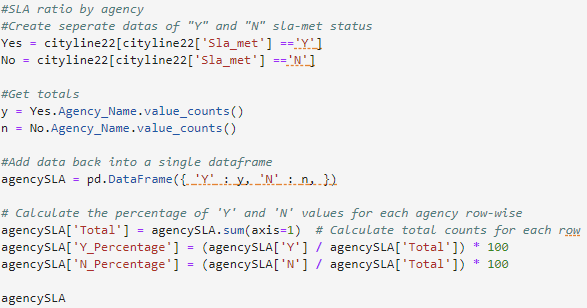 #SLA ratio by agency
#Create seperate datas of "Y" and "N" sla-met status
Yes = cityline22[cityline22['Sla_met'] =='Y']
No = cityline22[cityline22['Sla_met'] =='N']
#Get totals
y = Yes.Agency_Name.value_counts()
n = No.Agency_Name.value_counts()
#Add data back into a single dataframe
agencySLA = pd.DataFrame({ 'Y' : y, 'N' : n, })
# Calculate the percentage of 'Y' and 'N' values for each agency row-wise
agencySLA['Total'] = agencySLA.sum(axis=1)  # Calculate total counts for each row
agencySLA['Y_Percentage'] = (agencySLA['Y'] / agencySLA['Total']) * 100
agencySLA['N_Percentage'] = (agencySLA['N'] / agencySLA['Total']) * 100
agencySLA